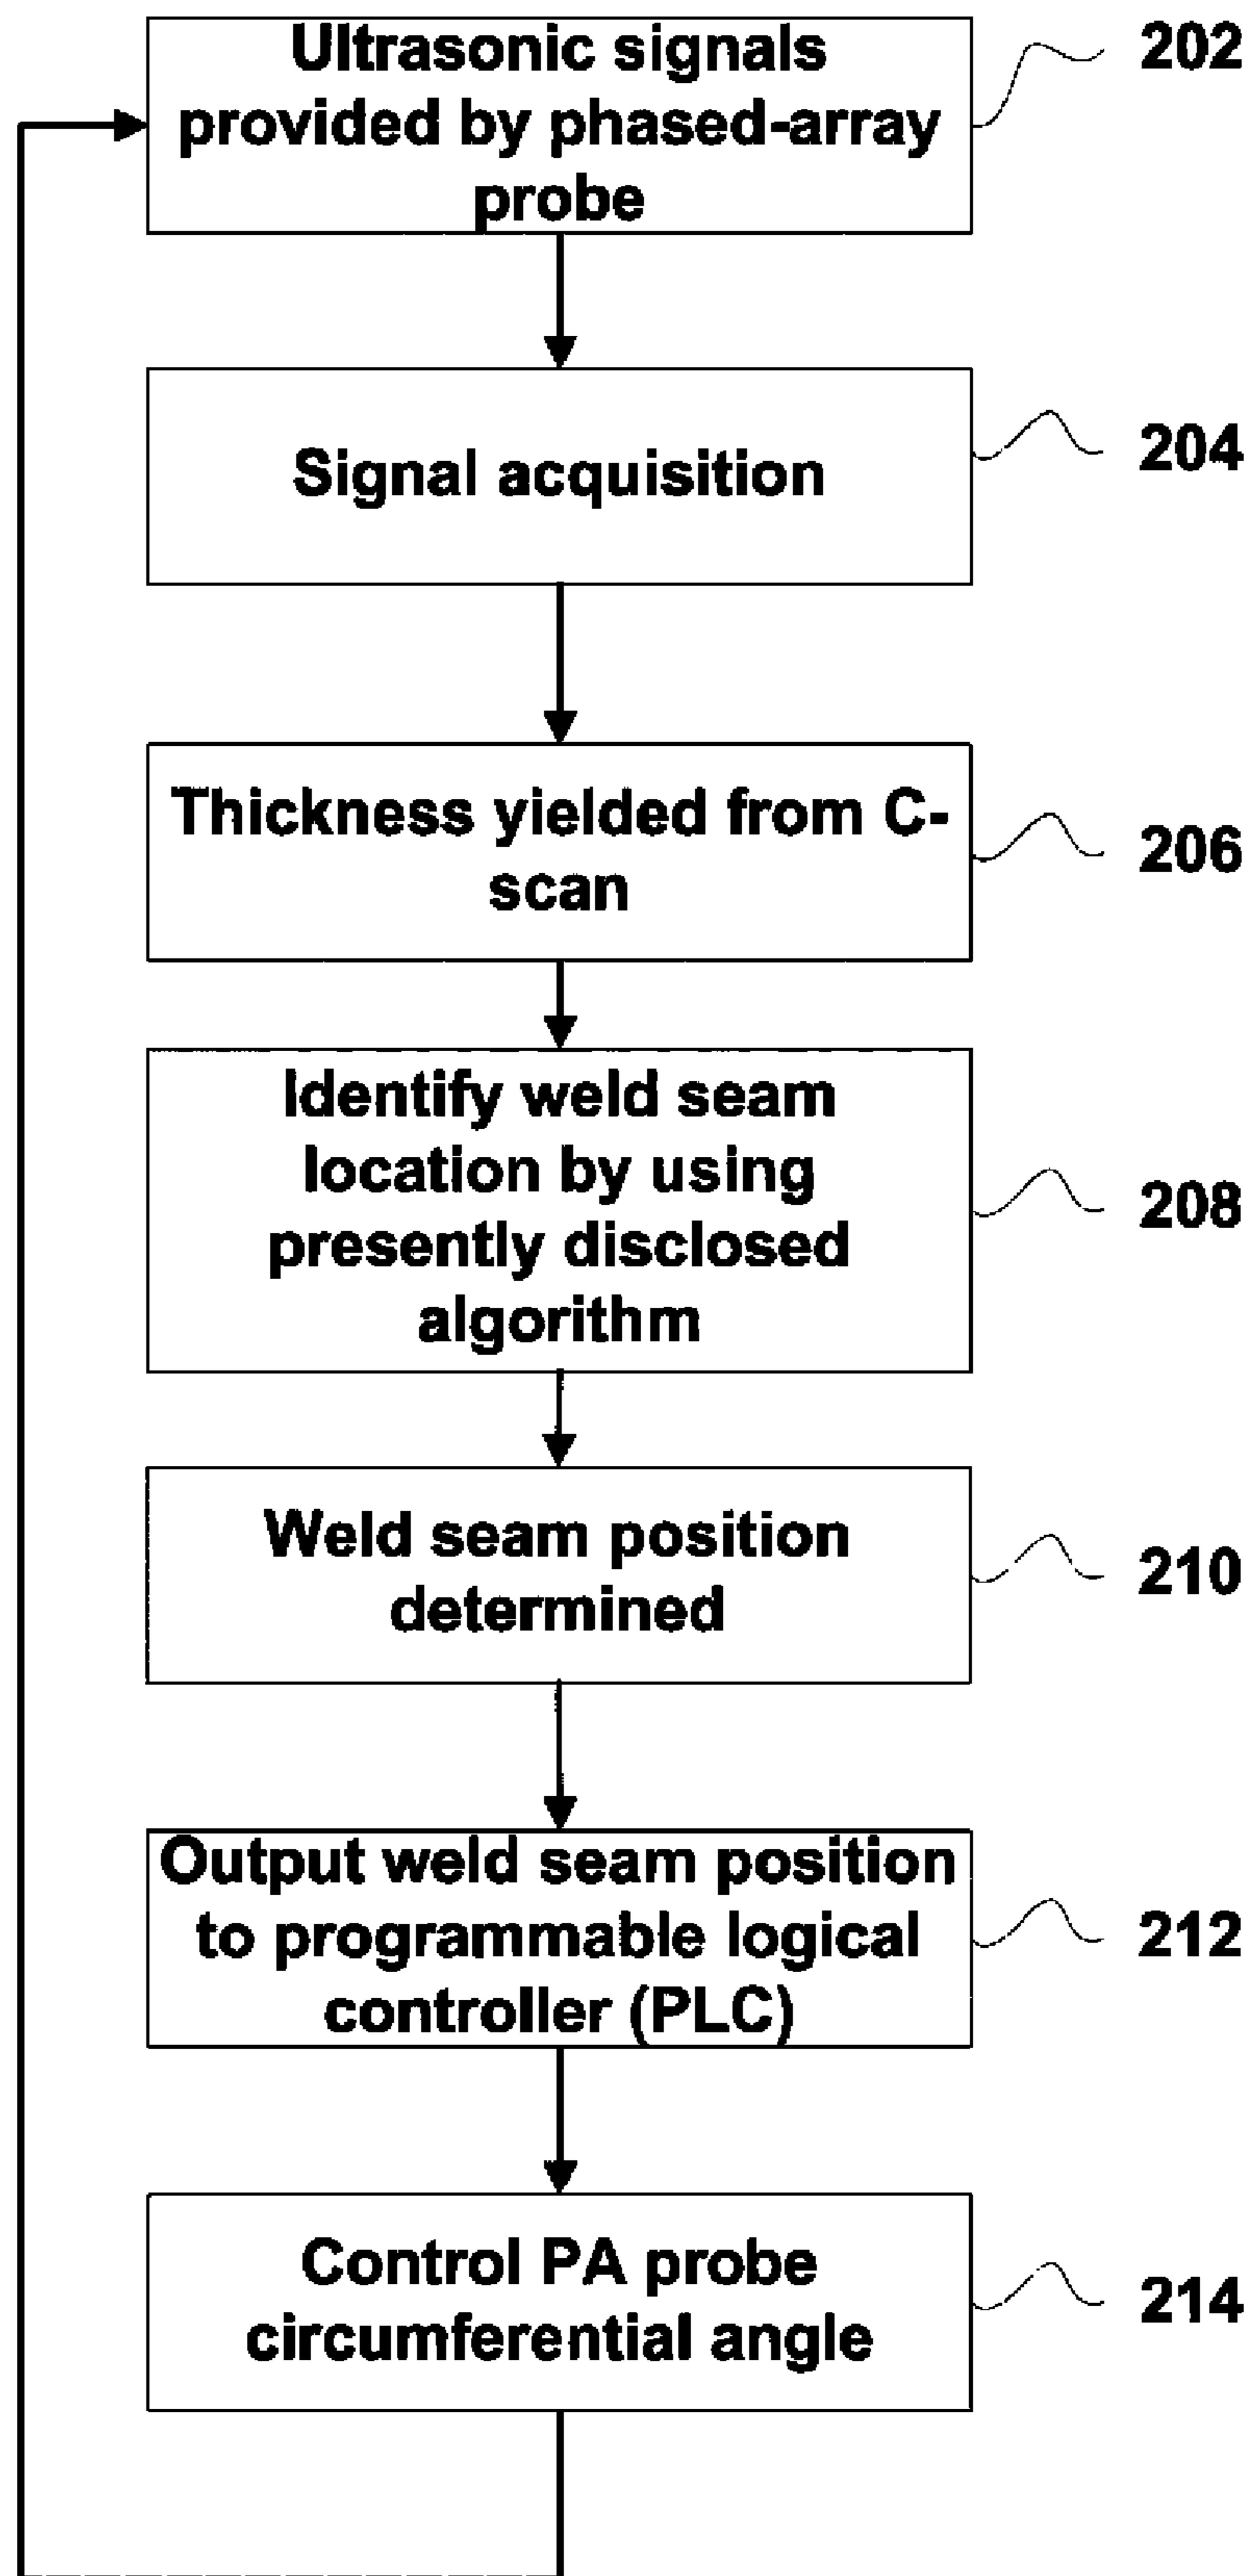 Ultrasonic signals
provided by phased-array
probe
202
Signal acquisition
204
Thickness yielded from C-
scan
206
Identify weld seam
location by using
presently disclosed
algorithm
208
Weld seam position
determined
210
Output weld seam position
to programmable logical
controller (PLC)
212
Control PA probe
circumferential angle
214